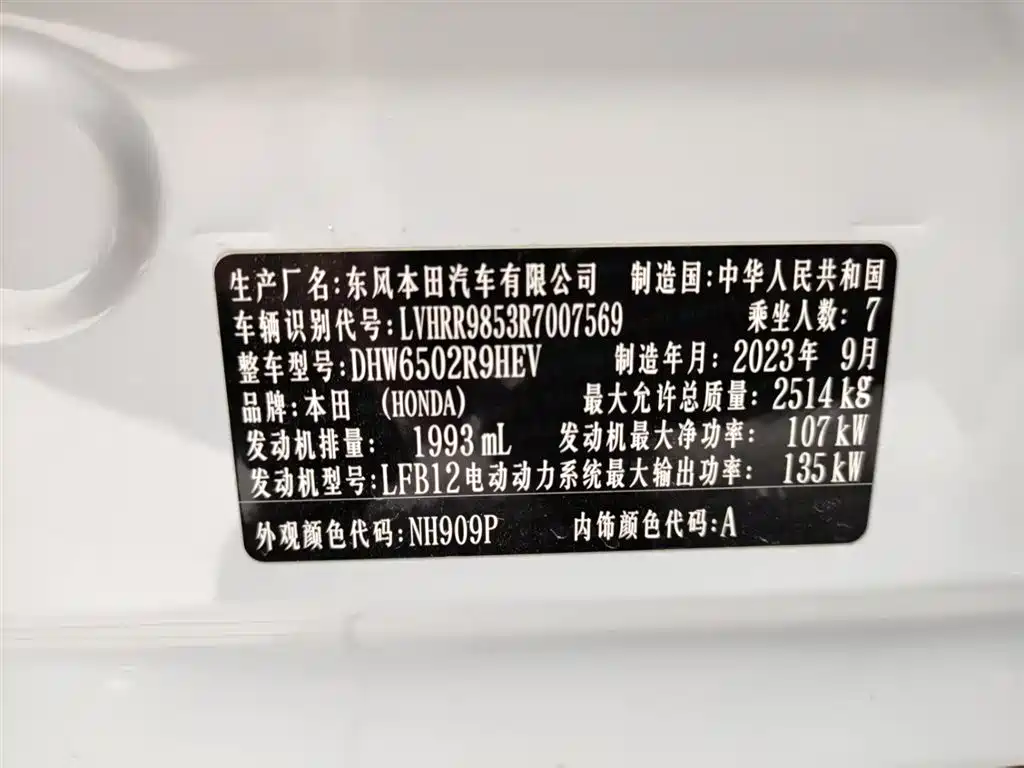 生产厂名:东风本田汽车有限公司 制造国:中华人民共和国
车辆识别代号:LVHRR9853R7007569 乘坐人数: 7
整车型号:DHW6502R9HEV 制造年月: 2023年 9月
品牌:本田 (HONDA) 最大允许总质量: 2514kg
发动机排量: 1993mL 发动机最大净功率: 107kW
发动机型号:LFB12 电动动力系统最大输出功率: 135kW
外观颜色代码:NH909P 内饰颜色代码:A